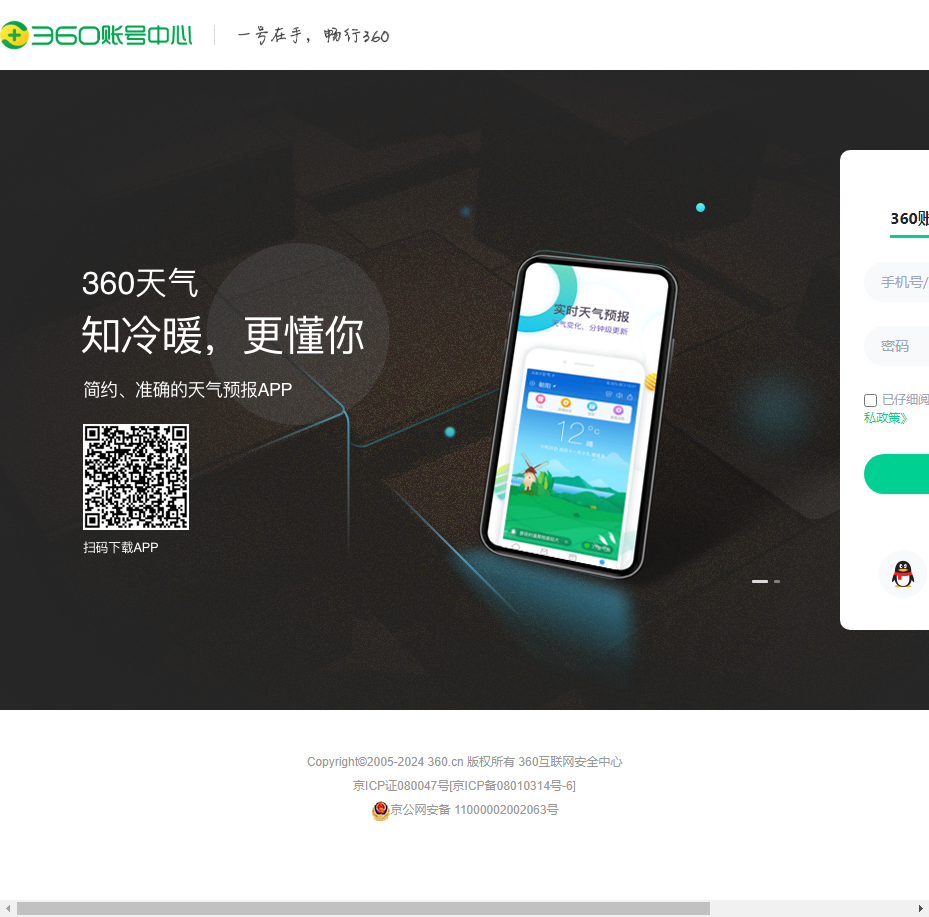 360账号中心
一号在手，畅行360
360天气
知冷暖，更懂你
简约、准确的天气预报APP
扫码下载APP
实时天气预报
天气变化，分钟级更新
12°C
360账
手机号/
密码
已仔细阅
私政策》
Copyright©2005-2024 360.cn 版权所有 360互联网安全中心
京ICP证080047号[京ICP备08010314号-6]
京公网安备 11000002002063号